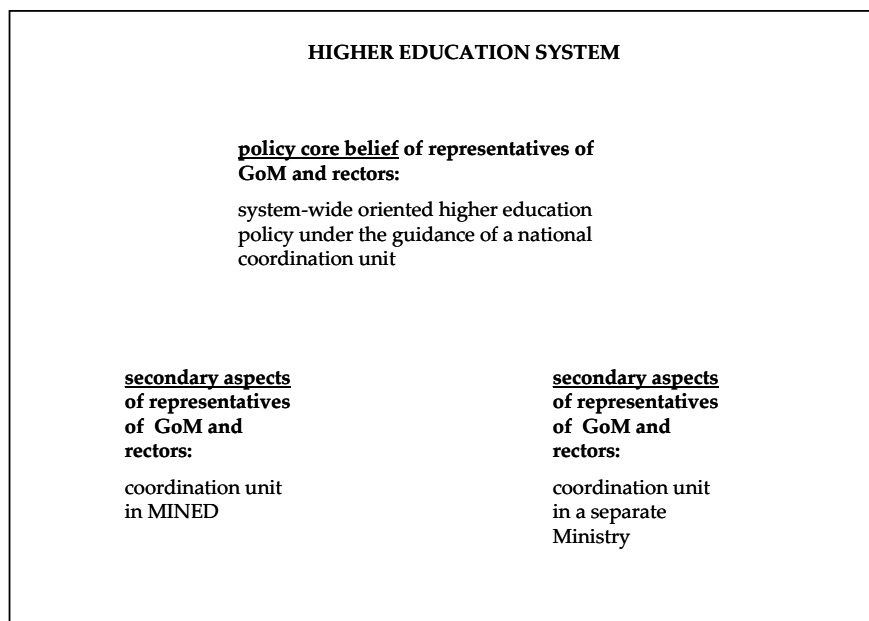 HIGHER EDUCATION SYSTEM
policy core belief of representatives of
GoM and rectors:
system-wide oriented higher education
policy under the guidance of a national
coordination unit
secondary aspects
of representatives
of GoM and
rectors:
coordination unit
in MINED
secondary aspects
of representatives
of GoM and
rectors:
coordination unit
in a separate
Ministry